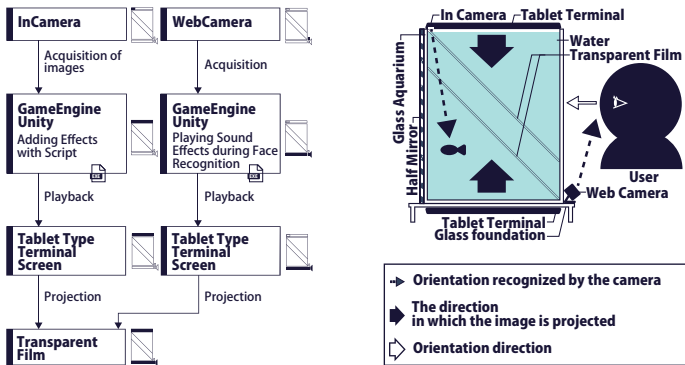 InCamera
Acquisition of
images
GameEngine
Unity
Adding Effects
with Script
EXE
Playback
Tablet Type
Terminal
Screen
Projection
Transparent
Film
WebCamera
Acquisition
GameEngine
Unity
Playing Sound
Effects during Face
Recognition
EXE
Playback
Tablet Type
Terminal
Screen
Projection
In Camera
Tablet Terminal
Water
Transparent Film
Glass Aquarium
Half Mirror
User
Web Camera
Tablet Terminal
Glass foundation
Orientation recognized by the camera
The direction
in which the image is projected
Orientation direction